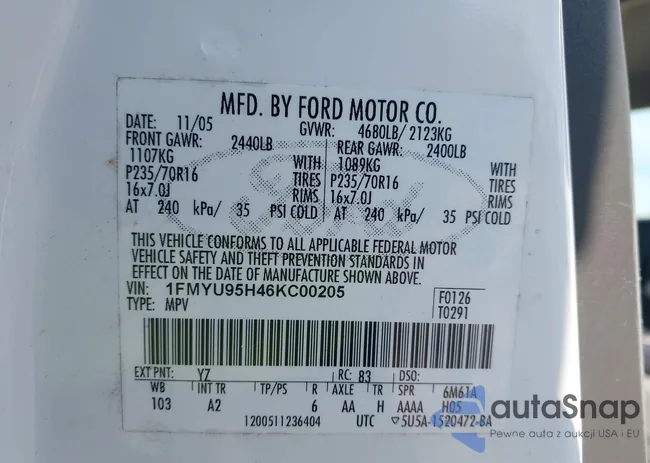 MFD. BY FORD MOTOR CO.
DATE: 11/05 GVWR: 4680LB/ 2123KG
FRONT GAWR: 2440LB REAR GAWR: 2400LB
1107KG WITH 1089KG WITH
P235/70R16 TIRES P235/70R16 TIRES
16x7.0J RIMS 16x7.0J RIMS
AT 240 kPa/ 35 PSI COLD AT 240 kPa/ 35 PSI COLD
Ford
THIS VEHICLE CONFORMS TO ALL APPLICABLE FEDERAL MOTOR
VEHICLE SAFETY AND THEFT PREVENTION STANDARDS IN
EFFECT ON THE DATE OF MANUFACTURE SHOWN ABOVE.
VIN: 1FMYU95H46KC00205 F0126
TYPE: MPV T0291
EXT PNT: YZ RC: 83 DSO:
WB INT TR TP/PS R AXLE TR SPR 6M6TA
103 A2 6 AA H AAAA H05
1200511236404 UTC ▽5U5A-1520472-BA
autoSnap
Pewne auta z aukcji USA i EU